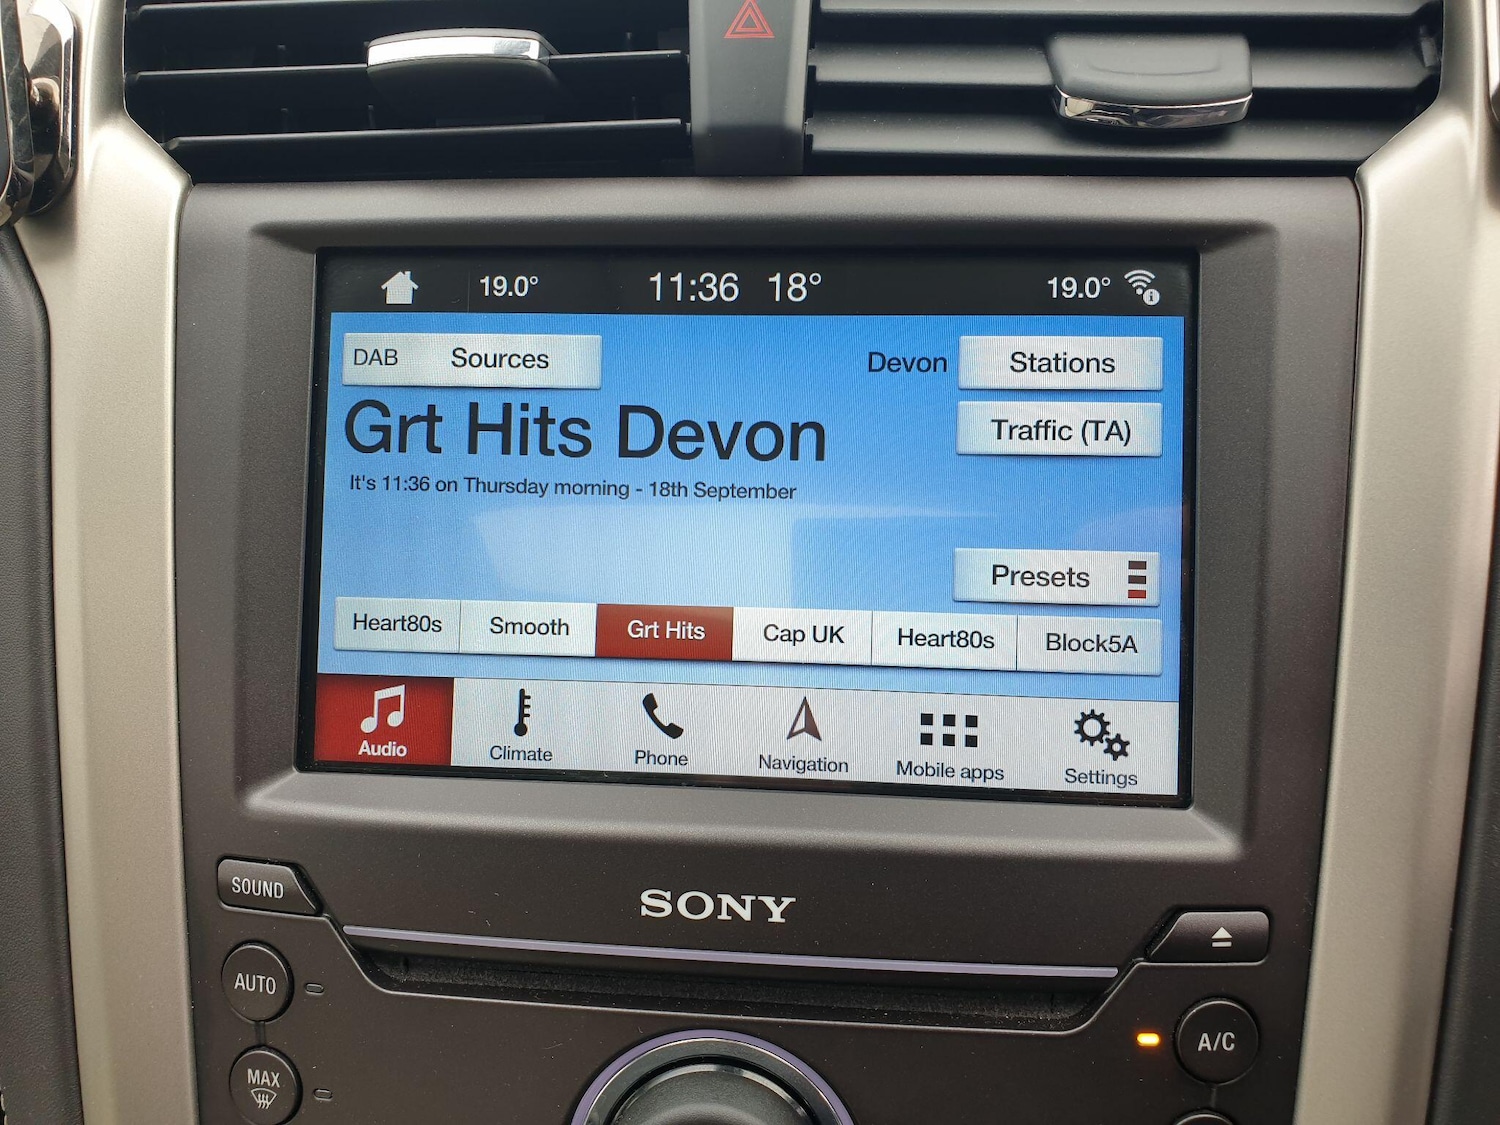 19.0° 11:36 18° 19.0°
DAB Sources Devon Stations
Grt Hits Devon
Traffic (TA)
It's 11:36 on Thursday morning - 18th September
Presets
Heart80s Smooth Grt Hits Cap UK Heart80s Block5A
Audio Climate Phone Navigation Mobile apps Settings
SOUND
SONY
AUTO
A/C
MAX